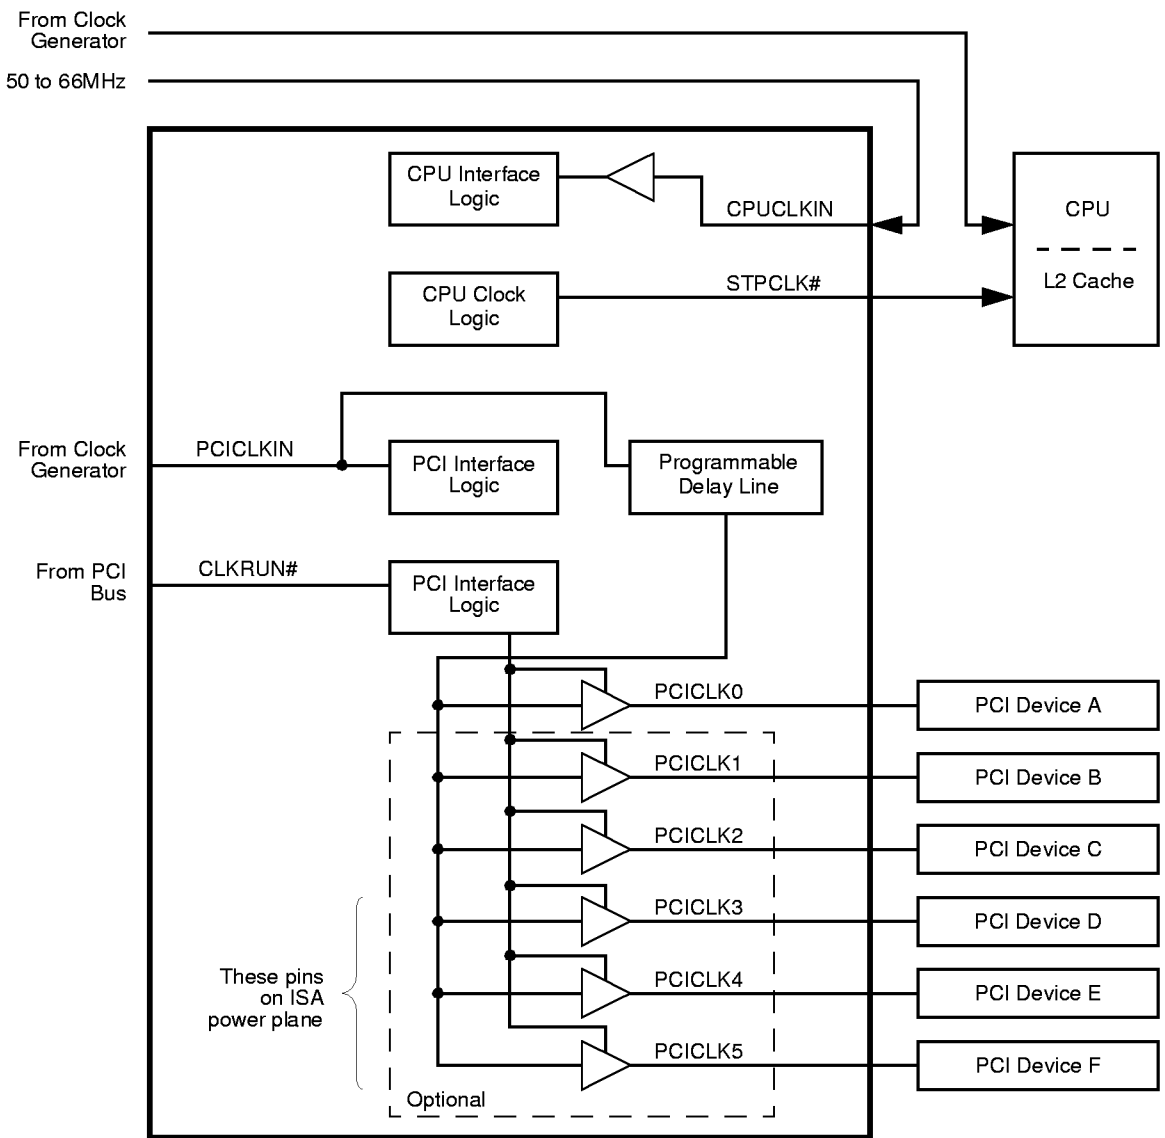 From Clock
Generator
50 to 66MHz
CPU Interface
Logic
CPUCLKIN
CPU
L2 Cache
CPU Clock
Logic
STPCLK#
From Clock
Generator
PCICLKIN
PCI Interface
Logic
Programmable
Delay Line
From PCI
Bus
CLKRUN#
PCI Interface
Logic
PCICLK0
PCI Device A
PCICLK1
PCI Device B
PCICLK2
PCI Device C
PCICLK3
PCI Device D
These pins
on ISA
power plane
PCICLK4
PCI Device E
PCICLK5
PCI Device F
Optional